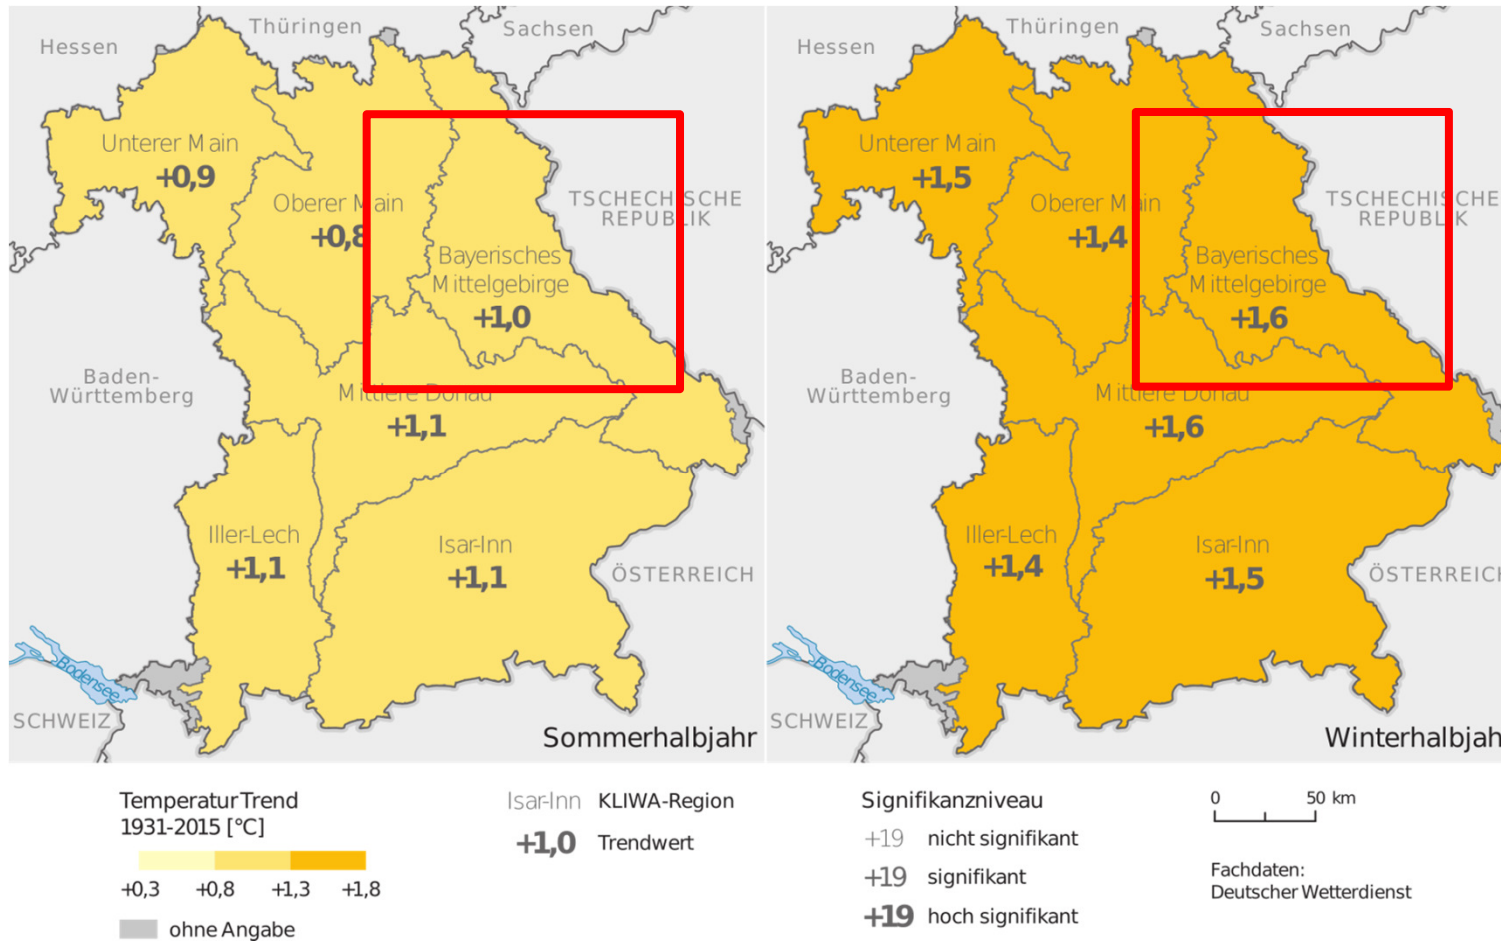 Hessen
Thüringen
Sachsen
Unterer Main
+0,9
Oberer Main
+0,8
TSCHECHISCHE
REPUBLIK
Bayerisches
Mittelgebirge
+1,0
Baden-
Württemberg
Mittlere Donau
+1,1
Iller-Lech
+1,1
Isar-Inn
+1,1
ÖSTERREICH
Bodensee
SCHWEIZ
Sommerhalbjahr
Hessen
Thüringen
Sachsen
Unterer Main
+1,5
Oberer Main
+1,4
TSCHECHISCHE
REPUBLIK
Bayerisches
Mittelgebirge
+1,6
Baden-
Württemberg
Mittlere Donau
+1,6
Iller-Lech
+1,4
Isar-Inn
+1,5
ÖSTERREICH
Bodensee
SCHWEIZ
Winterhalbjah
Temperatur Trend
1931-2015 [°C]
+0,3 +0,8 +1,3 +1,8
ohne Angabe
Isar-Inn KLIWA-Region
+1,0 Trendwert
Signifikanzniveau
+19 nicht signifikant
+19 signifikant
+19 hoch signifikant
0 50 km
Fachdaten:
Deutscher Wetterdienst